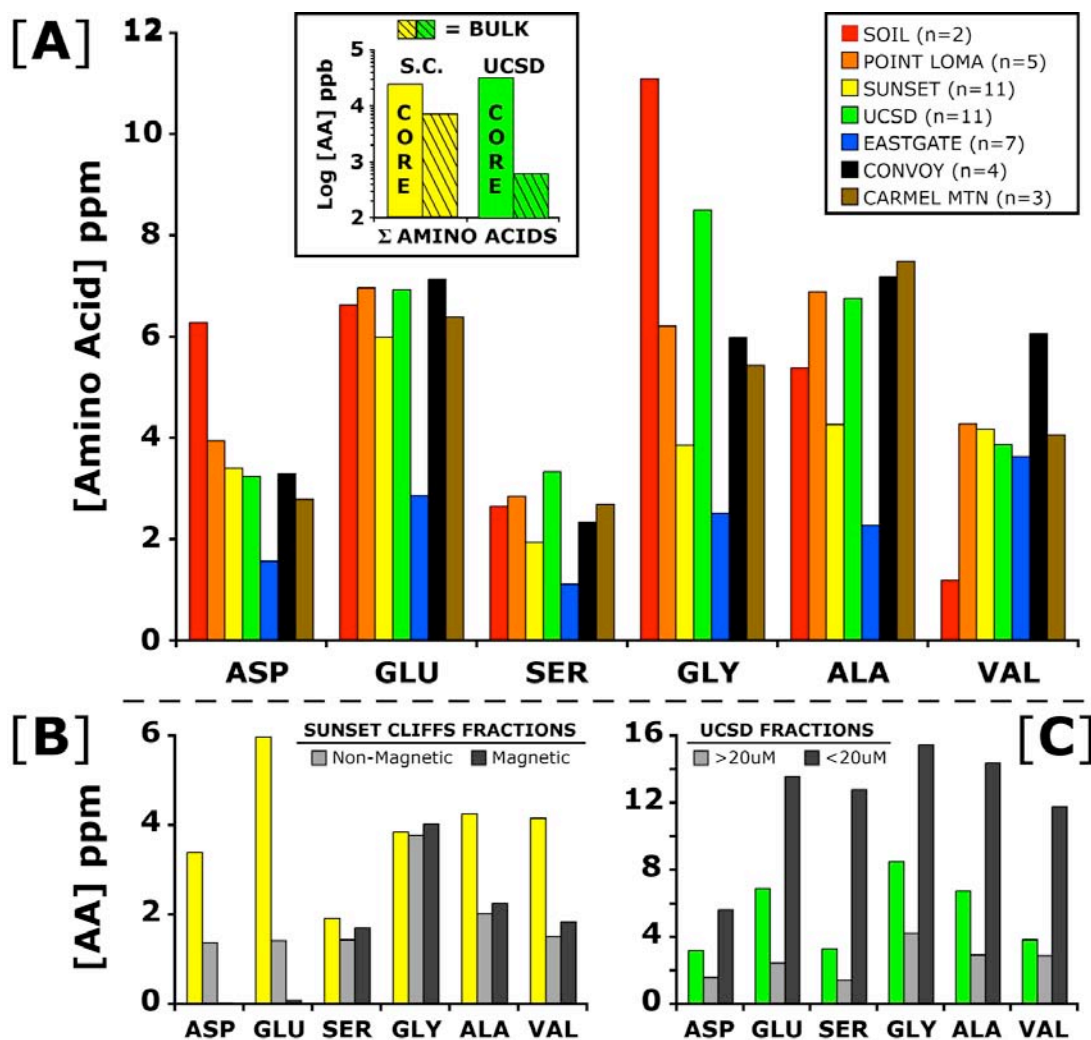 [A]
[Amino Acid] ppm
12
10
8
6
4
2
0
= BULK
S.C. UCSD
Log [AA] ppb
5
4
3
2
CORE
CORE
Σ AMINO ACIDS
SOIL (n=2)
POINT LOMA (n=5)
SUNSET (n=11)
UCSD (n=11)
EASTGATE (n=7)
CONVOY (n=4)
CARMEL MTN (n=3)
ASP GLU SER GLY ALA VAL
[B]
[AA] ppm
6
4
2
0
SUNSET CLIFFS FRACTIONS
Non-Magnetic Magnetic
ASP GLU SER GLY ALA VAL
[C]
16
12
8
4
0
UCSD FRACTIONS
>20uM <20uM
ASP GLU SER GLY ALA VAL